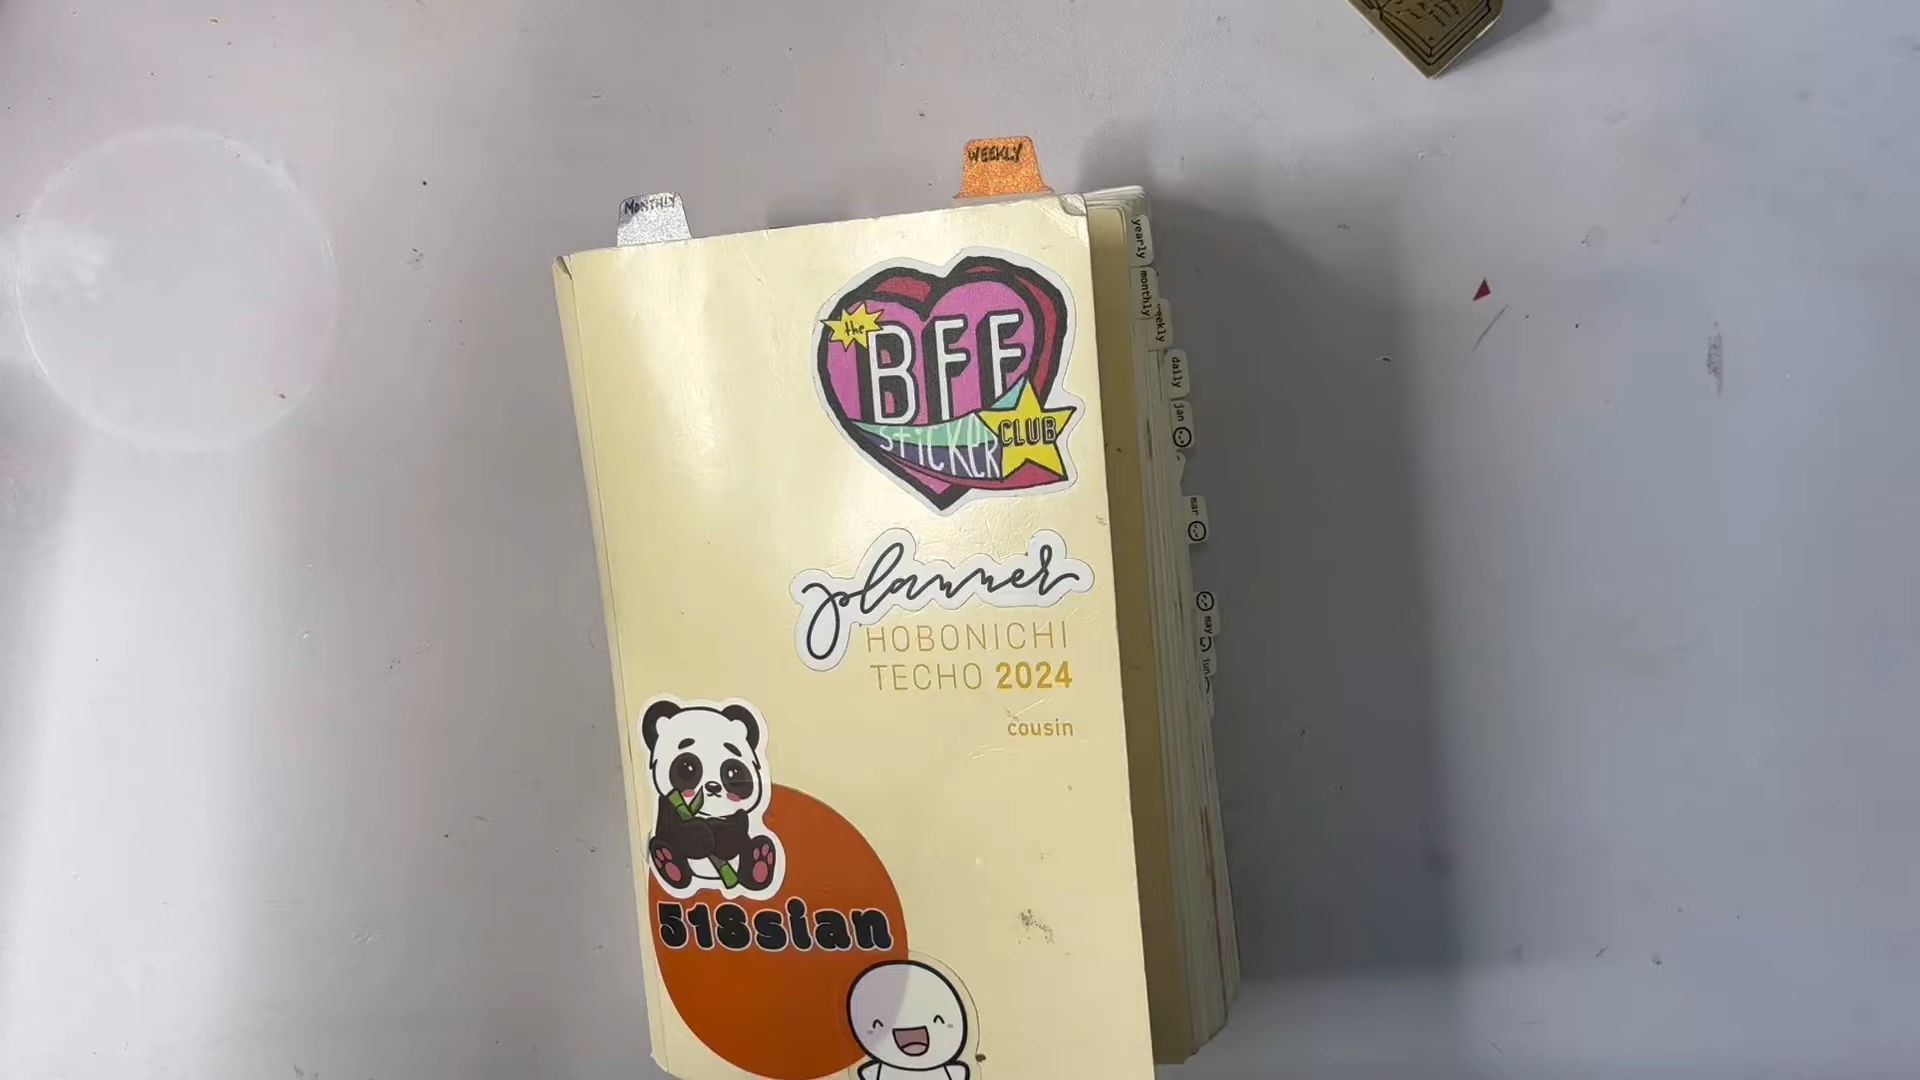 WEEKLY
MONTHLY
the
BFF
STICKER
CLUB
planner
HOBONICHI
TECHO 2024
cousin
518sian
yearly
monthly
weekly
daily
jan
mar
may
jun